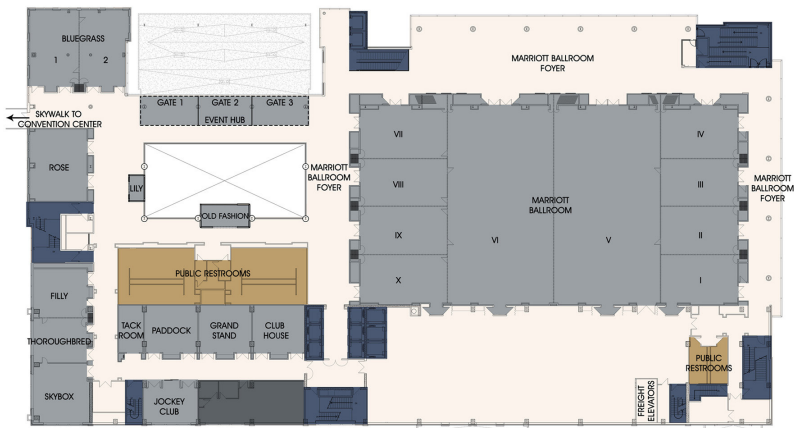 BLUEGRASS
1
2
MARRIOTT BALLROOM
FOYER
GATE 1
GATE 2
GATE 3
EVENT HUB
SKYWALK TO
CONVENTION CENTER
ROSE
LILY
OLD FASHION
MARRIOTT
BALLROOM
FOYER
VII
VIII
IX
X
VI
MARRIOTT
BALLROOM
V
IV
III
II
I
MARRIOTT
BALLROOM
FOYER
PUBLIC RESTROOMS
FILLY
THOROUGHBRED
SKYBOX
TACK
ROOM
PADDOCK
GRAND
STAND
CLUB
HOUSE
JOCKEY
CLUB
PUBLIC
RESTROOMS
FREIGHT
ELEVATORS